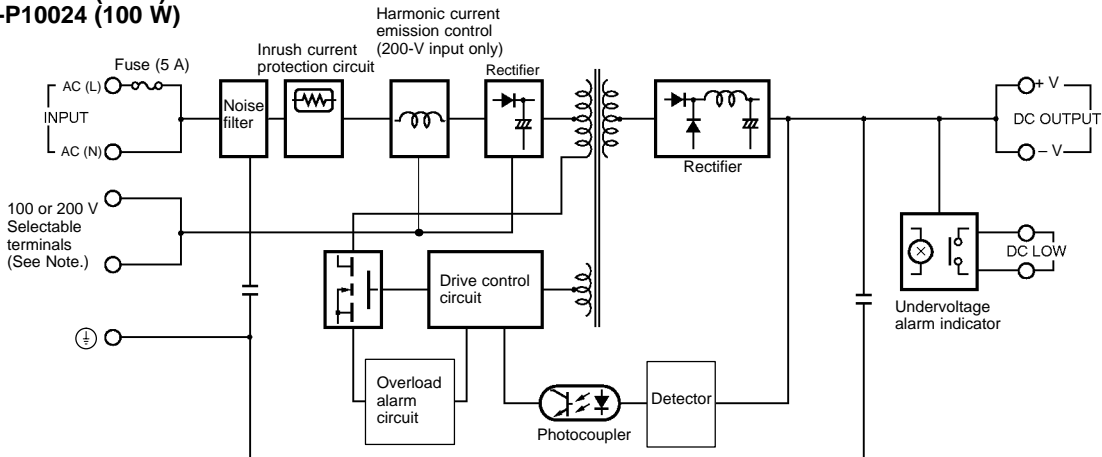 -P10024 (100 W)
Harmonic current
emission control
(200-V input only)
Inrush current
protection circuit
Fuse (5 A)
Rectifier
AC (L)
INPUT
AC (N)
Noise
filter
Rectifier
+ V
DC OUTPUT
– V
100 or 200 V
Selectable
terminals
(See Note.)
Drive control
circuit
DC LOW
Undervoltage
alarm indicator
Overload
alarm
circuit
Photocoupler
Detector